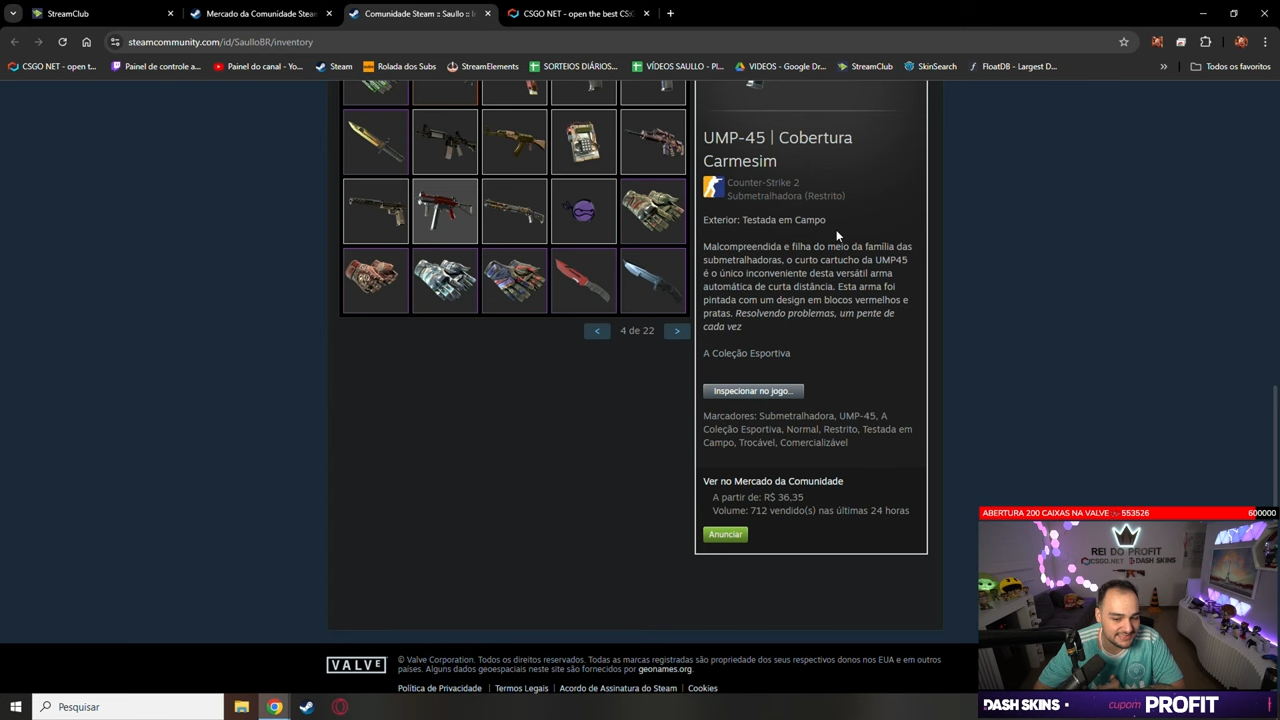 StreamClub
Mercado da Comunidade Steam
Comunidade Steam :: Saullo :: I
CSGO NET - open the best CS:
steamcommunity.com/id/SaulloBR/inventory
CSGO NET - open t...
Painel de controle a...
Painel do canal - Yo...
Steam
Rolada dos Subs
StreamElements
SORTEIOS DIÁRIOS...
VÍDEOS SAULLO - Pl...
VIDEOS - Google Dr...
StreamClub
SkinSearch
FloatDB - Largest D...
»
Todos os favoritos
UMP-45 | Cobertura
Carmesim
Counter-Strike 2
Submetralhadora (Restrito)
Exterior: Testada em Campo
Malcompreendida e filha do meio da família das
submetralhadoras, o curto cartucho da UMP45
é o único inconveniente desta versátil arma
automática de curta distância. Esta arma foi
pintada com um design em blocos vermelhos e
pratas. Resolvendo problemas, um pente de
cada vez
< 4 de 22 >
A Coleção Esportiva
Inspecionar no jogo...
Marcadores: Submetralhadora, UMP-45, A
Coleção Esportiva, Normal, Restrito, Testada em
Campo, Trocável, Comercializável
Ver no Mercado da Comunidade
A partir de: R$ 36,35
Volume: 712 vendido(s) nas últimas 24 horas
Anunciar
ABERTURA 200 CAIXAS NA VALVE
553526
600000
REI DO PROFIT
CSGO.NET
DASH SKINS
VALVE
© Valve Corporation. Todos os direitos reservados. Todas as marcas registradas são propriedade dos seus respectivos donos nos EUA e em outros
países. Alguns dados geoespaciais neste site são fornecidos por geonames.org.
Política de Privacidade | Termos Legais | Acordo de Assinatura do Steam | Cookies
Pesquisar
DASH SKINS
cupom PROFIT